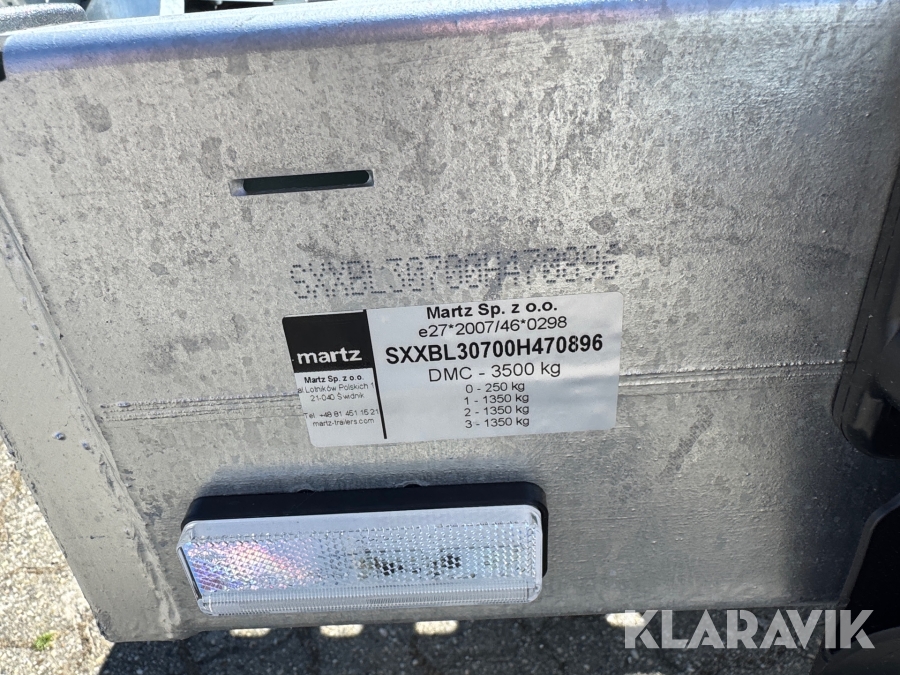 SXXBL30700H470896
Martz Sp. z o.o.
e27*2007/46*0298
SXXBL30700H470896
DMC - 3500 kg
0 - 250 kg
1 - 1350 kg
2 - 1350 kg
3 - 1350 kg
martz
Martz Sp. z o.o.
al.Lotników Polskich 1
21-040 Świdnik
Tel. +48 81 451 15 21
martz-trailers.com
KLARAVIK